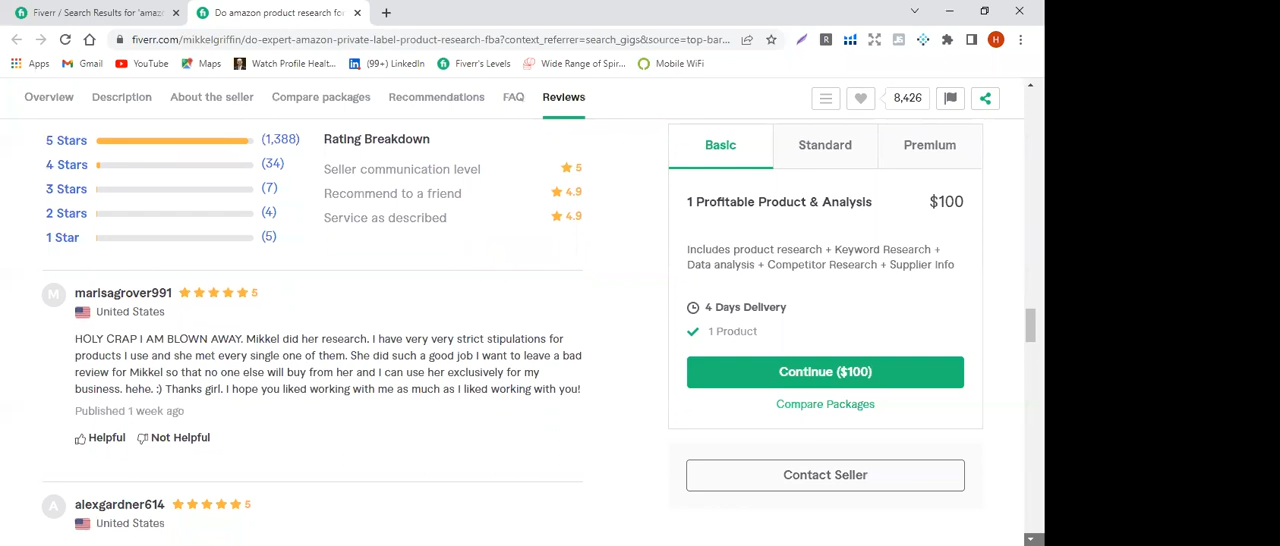 Fiverr / Search Results for 'amaz
Do amazon product research for
fiverr.com/mikkelgriffin/do-expert-amazon-private-label-product-research-fba?context_referrer=search_gigs&source=top-bar...
R
JS
H
Apps
Gmail
YouTube
Maps
Watch Profile Healt...
(99+) LinkedIn
Fiverr's Levels
Wide Range of Spir...
Mobile WiFi
Overview
Description
About the seller
Compare packages
Recommendations
FAQ
Reviews
8,426
5 Stars
(1,388)
4 Stars
(34)
3 Stars
(7)
2 Stars
(4)
1 Star
(5)
Rating Breakdown
Seller communication level
5
Recommend to a friend
4.9
Service as described
4.9
M
marisagrover991
5
United States
HOLY CRAP I AM BLOWN AWAY. Mikkel did her research. I have very very strict stipulations for
products I use and she met every single one of them. She did such a good job I want to leave a bad
review for Mikkel so that no one else will buy from her and I can use her exclusively for my
business. hehe. :) Thanks girl. I hope you liked working with me as much as I liked working with you!
Published 1 week ago
Helpful
Not Helpful
A
alexgardner614
5
United States
Basic
Standard
Premium
1 Profitable Product & Analysis
$100
Includes product research + Keyword Research +
Data analysis + Competitor Research + Supplier Info
4 Days Delivery
1 Product
Continue ($100)
Compare Packages
Contact Seller